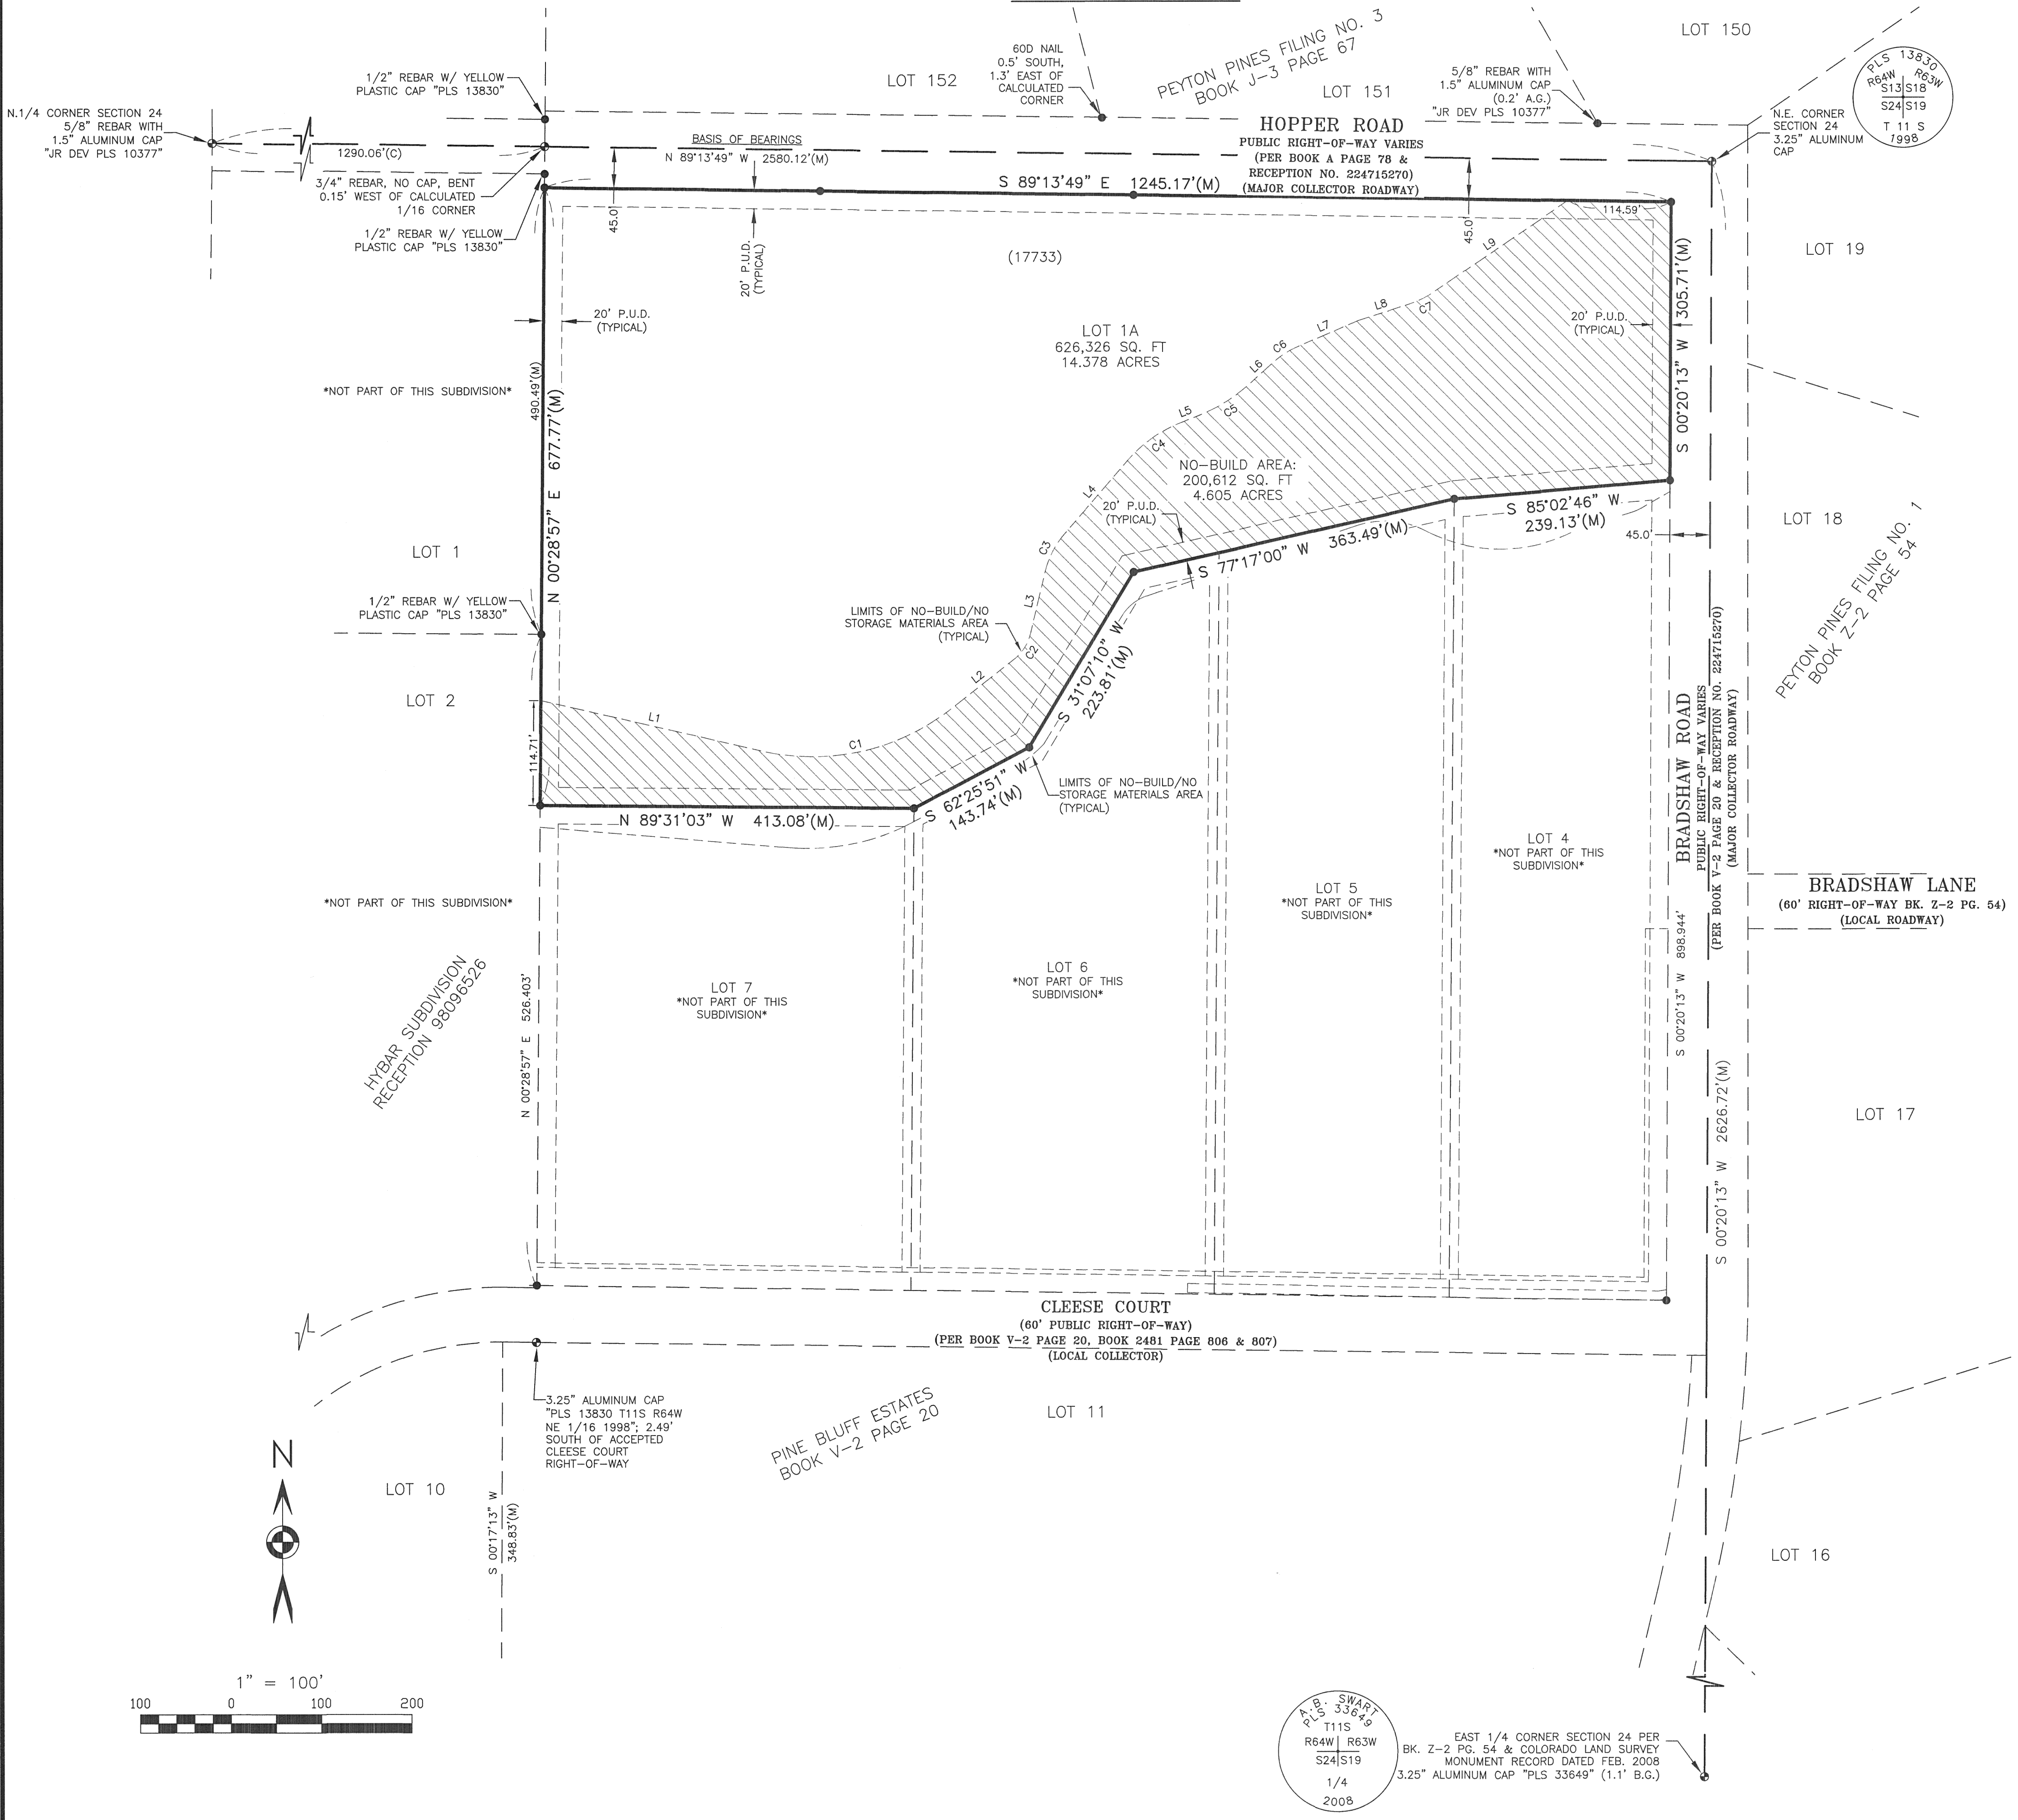 LOT 150
PLS 13830
R64W R63W
S13 S18
S24 S19
T 11 S
1998
60D NAIL
0.5' SOUTH,
1.3' EAST OF
CALCULATED
CORNER
PEYTON PINES FILING NO. 3
BOOK J-3 PAGE 67
LOT 152
LOT 151
1/2" REBAR W/ YELLOW
PLASTIC CAP "PLS 13830"
5/8" REBAR WITH
1.5" ALUMINUM CAP
(0.2' A.G.)
"JR DEV PLS 10377"
N.1/4 CORNER SECTION 24
5/8" REBAR WITH
1.5" ALUMINUM CAP
"JR DEV PLS 10377"
N.E. CORNER
SECTION 24
3.25" ALUMINUM
CAP
1290.06'(C)
BASIS OF BEARINGS
N 89°13'49" W 2580.12'(M)
HOPPER ROAD
PUBLIC RIGHT-OF-WAY VARIES
(PER BOOK A PAGE 78 &
RECEPTION NO. 224715270)
(MAJOR COLLECTOR ROADWAY)
3/4" REBAR, NO CAP, BENT
0.15' WEST OF CALCULATED
1/16 CORNER
S 89°13'49" E 1245.17'(M)
1/2" REBAR W/ YELLOW
PLASTIC CAP "PLS 13830"
45.0'
45.0'
114.59'
20' P.U.D.
(TYPICAL)
(17733)
LOT 19
S 00°20'13" W 305.71'(M)
20' P.U.D.
(TYPICAL)
20' P.U.D.
(TYPICAL)
LOT 1A
626,326 SQ. FT
14.378 ACRES
L9
C7
L8
L7
C6
L6
C5
L5
C4
L4
C3
L3
C2
L2
C1
L1
*NOT PART OF THIS SUBDIVISION*
490.49'(M)
N 00°28'57" E 677.77'(M)
NO-BUILD AREA:
200,612 SQ. FT
4.605 ACRES
20' P.U.D.
(TYPICAL)
S 85°02'46" W
239.13'(M)
S 77°17'00" W 363.49'(M)
45.0'
LOT 18
PEYTON PINES FILING NO. 1
BOOK Z-2 PAGE 54
LOT 1
1/2" REBAR W/ YELLOW
PLASTIC CAP "PLS 13830"
LIMITS OF NO-BUILD/NO
STORAGE MATERIALS AREA
(TYPICAL)
S 31°07'10" W
223.81'(M)
LOT 2
114.71'
LIMITS OF NO-BUILD/NO
STORAGE MATERIALS AREA
(TYPICAL)
S 62°25'51" W
143.74'(M)
N 89°31'03" W 413.08'(M)
BRADSHAW ROAD
PUBLIC RIGHT-OF-WAY VARIES
(PER BOOK V-2 PAGE 20 & RECEPTION NO. 224715270)
(MAJOR COLLECTOR ROADWAY)
BRADSHAW LANE
(60' RIGHT-OF-WAY BK. Z-2 PG. 54)
(LOCAL ROADWAY)
LOT 4
*NOT PART OF THIS
SUBDIVISION*
LOT 5
*NOT PART OF THIS
SUBDIVISION*
*NOT PART OF THIS SUBDIVISION*
LOT 6
*NOT PART OF THIS
SUBDIVISION*
LOT 7
*NOT PART OF THIS
SUBDIVISION*
HYBAR SUBDIVISION
RECEPTION 98096526
N 00°28'57" E 526.403'
S 00°20'13" W 898.944'
S 00°20'13" W 2626.72'(M)
LOT 17
CLEESE COURT
(60' PUBLIC RIGHT-OF-WAY)
(PER BOOK V-2 PAGE 20, BOOK 2481 PAGE 806 & 807)
(LOCAL COLLECTOR)
3.25" ALUMINUM CAP
"PLS 13830 T11S R64W
NE 1/16 1998"; 2.49'
SOUTH OF ACCEPTED
CLEESE COURT
RIGHT-OF-WAY
PINE BLUFF ESTATES
BOOK V-2 PAGE 20
LOT 11
N
LOT 10
S 00°17'13" W
348.83'(M)
LOT 16
1" = 100'
100 0 100 200
A.B. SWART
PLS 33649
T11S
R64W R63W
S24 S19
1/4
2008
EAST 1/4 CORNER SECTION 24 PER
BK. Z-2 PG. 54 & COLORADO LAND SURVEY
MONUMENT RECORD DATED FEB. 2008
3.25" ALUMINUM CAP "PLS 33649" (1.1' B.G.)